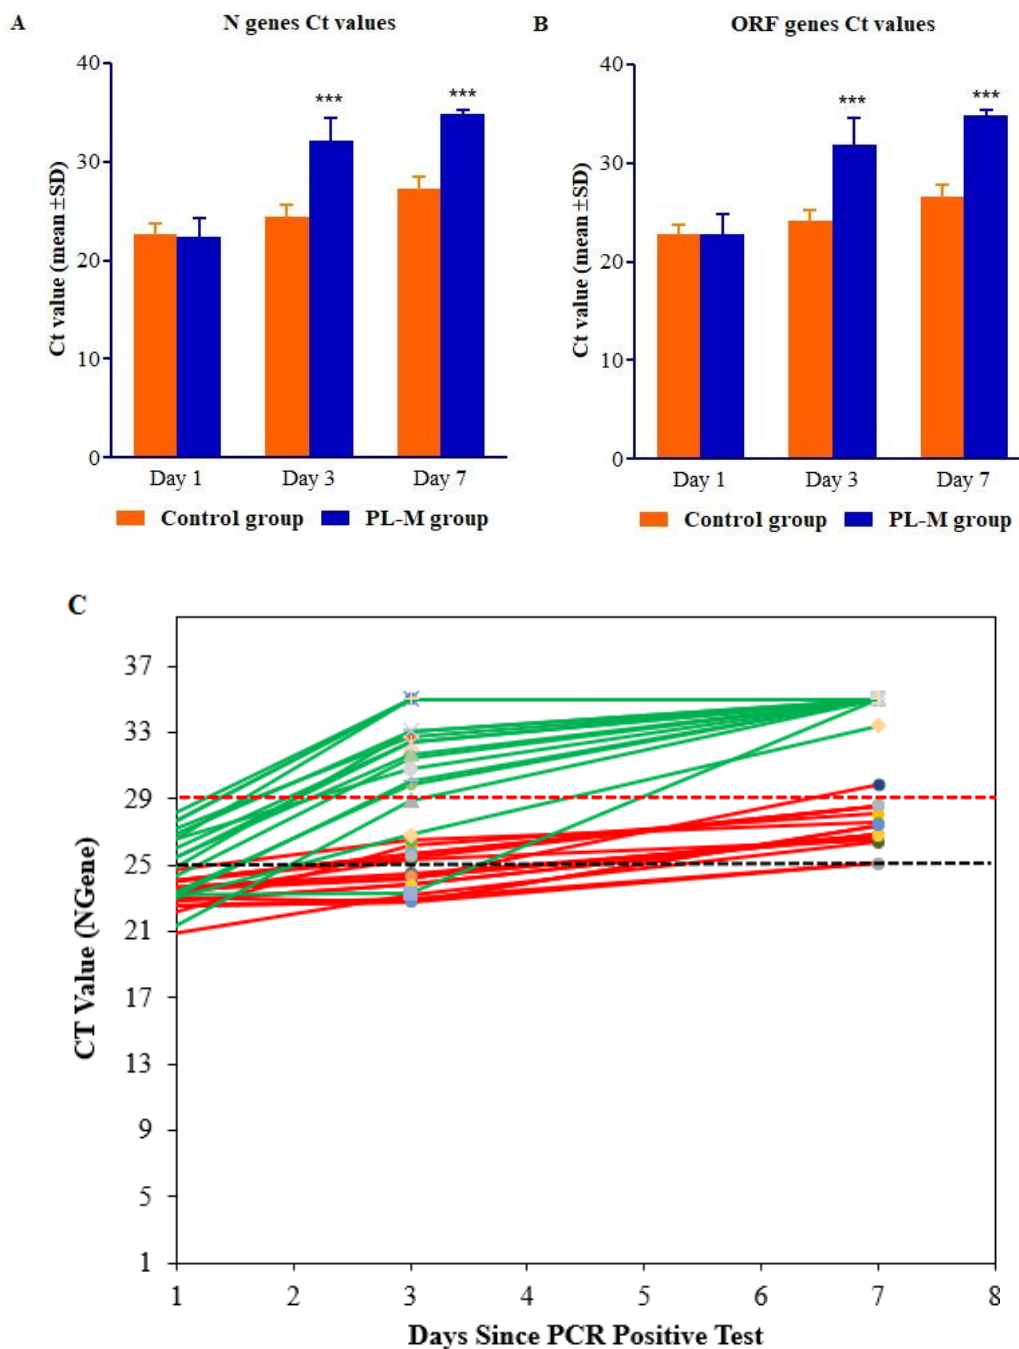 A
N genes Ct values
Ct value (mean ±SD)
40
30
20
10
0
***
***
Day 1
Day 3
Day 7
Control group
PL-M group
B
ORF genes Ct values
Ct value (mean ±SD)
40
30
20
10
0
***
***
Day 1
Day 3
Day 7
Control group
PL-M group
C
CT Value (NGene)
37
33
29
25
21
17
13
9
5
1
1 2 3 4 5 6 7 8
Days Since PCR Positive Test